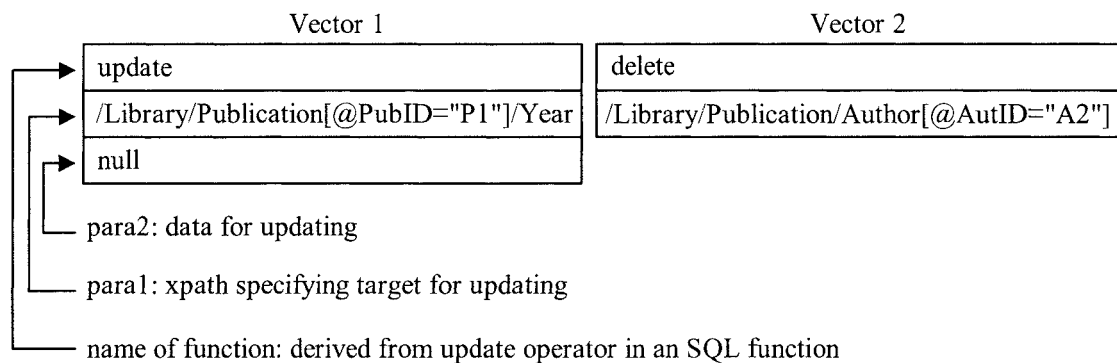 Vector 1
Vector 2
update
delete
/Library/Publication[@PubID="P1"]/Year
/Library/Publication/Author[@AutID="A2"]
null
para2: data for updating
para1: xpath specifying target for updating
name of function: derived from update operator in an SQL function